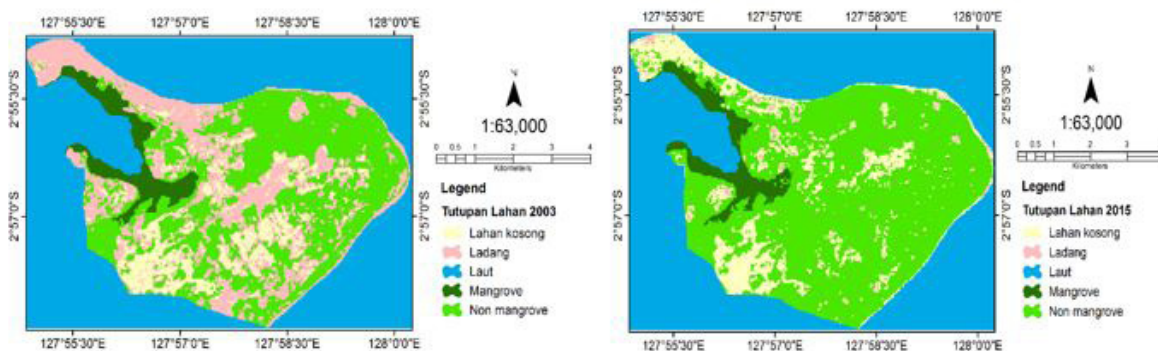 127°55'30"E 127°57'0"E 127°58'30"E 128°0'0"E
2°55'30"S 2°57'0"S
2°55'30"S 2°57'0"S
127°55'30"E 127°57'0"E 127°58'30"E 128°0'0"E
N
1:63,000
0 0.5 1 2 3 4
Kilometers
Legend
Tutupan Lahan 2003
Lahan kosong
Ladang
Laut
Mangrove
Non mangrove
127°55'30"E 127°57'0"E 127°58'30"E 128°0'0"E
2°55'30"S 2°57'0"S
2°55'30"S 2°57'0"S
127°55'30"E 127°57'0"E 127°58'30"E 128°0'0"E
N
1:63,000
0 0.5 1 2 3
Kilometers
Legend
Tutupan Lahan 2015
Lahan kosong
Ladang
Laut
Mangrove
Non mangrove